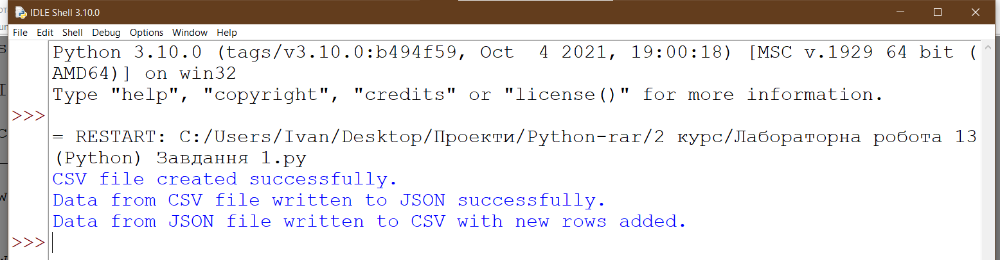 IDLE Shell 3.10.0
File Edit Shell Debug Options Window Help
Python 3.10.0 (tags/v3.10.0:b494f59, Oct  4 2021, 19:00:18) [MSC v.1929 64 bit (
AMD64)] on win32
Type "help", "copyright", "credits" or "license()" for more information.
>>>
= RESTART: C:/Users/Ivan/Desktop/Проекти/Python-rar/2 курс/Лабораторна робота 13
(Python) Завдання 1.py
CSV file created successfully.
Data from CSV file written to JSON successfully.
Data from JSON file written to CSV with new rows added.
>>>